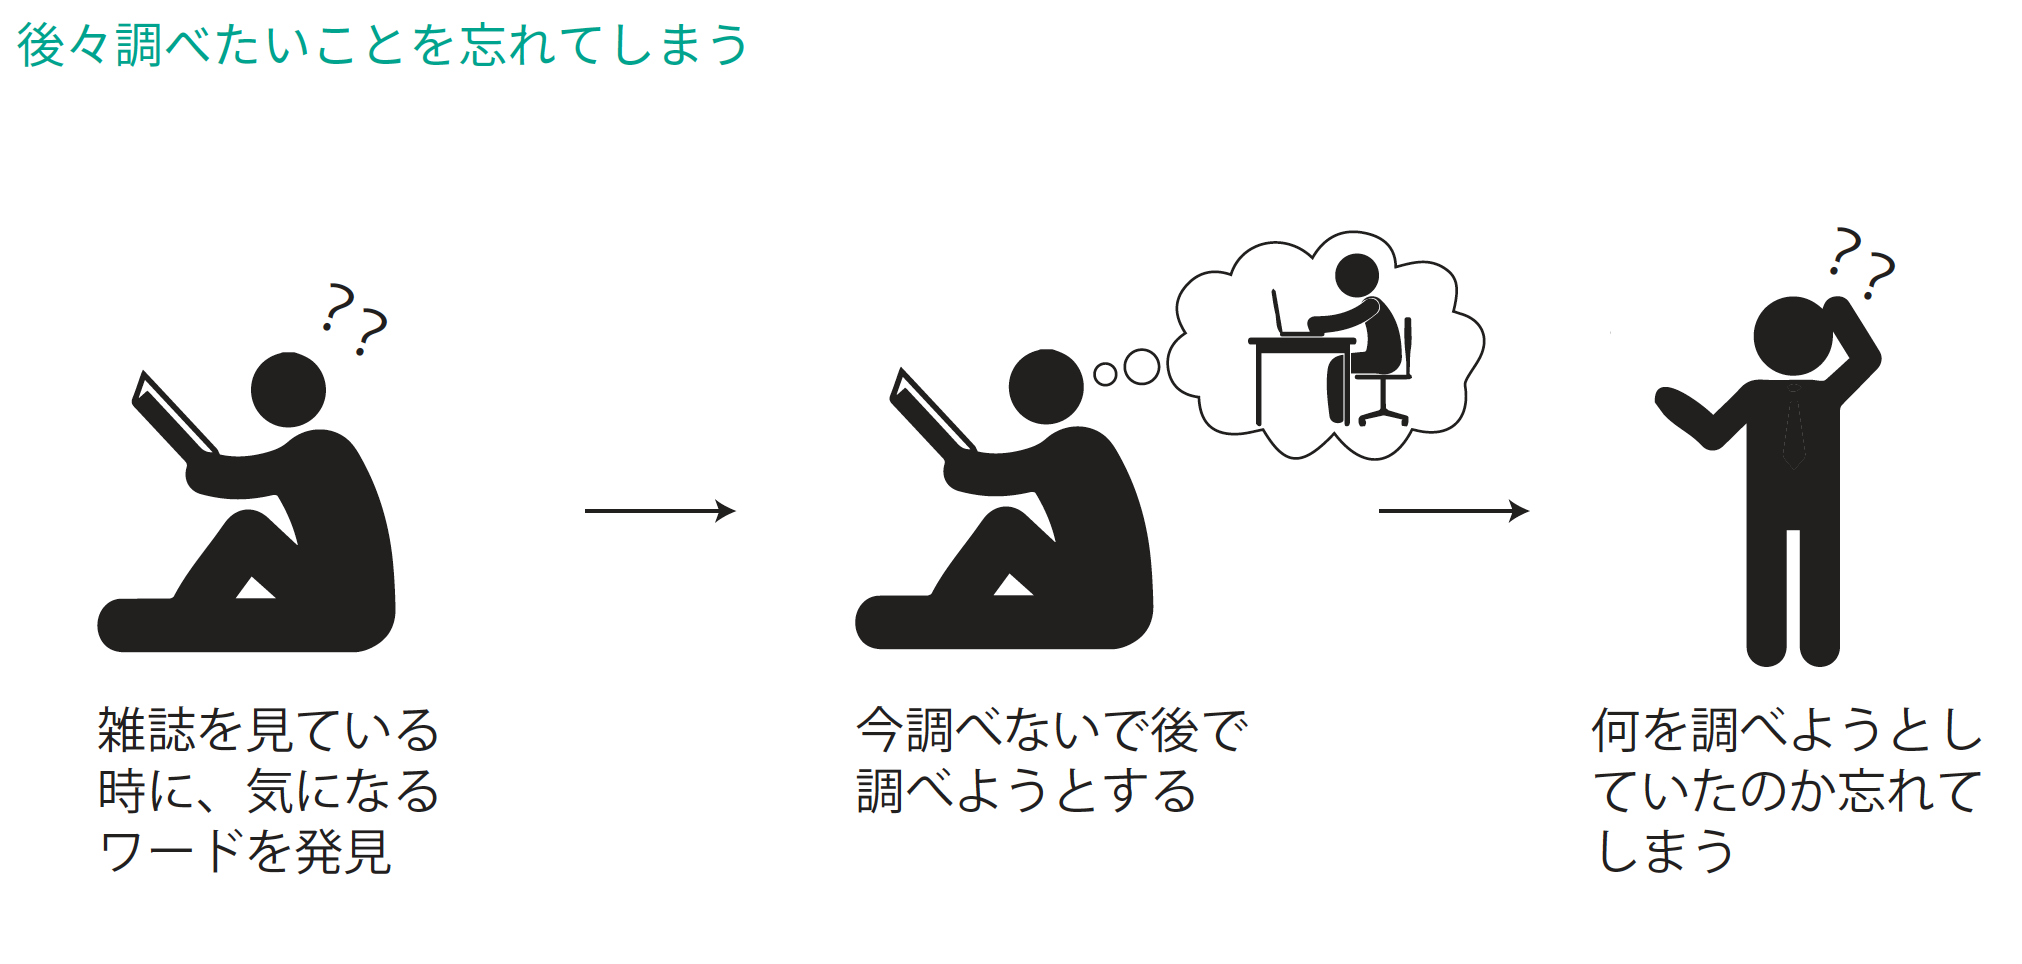 後々調べたいことを忘れてしまう
??
??
雑誌を見ている
時に、気になる
ワードを発見
今調べないで後で
調べようとする
何を調べようとし
ていたのか忘れて
しまう